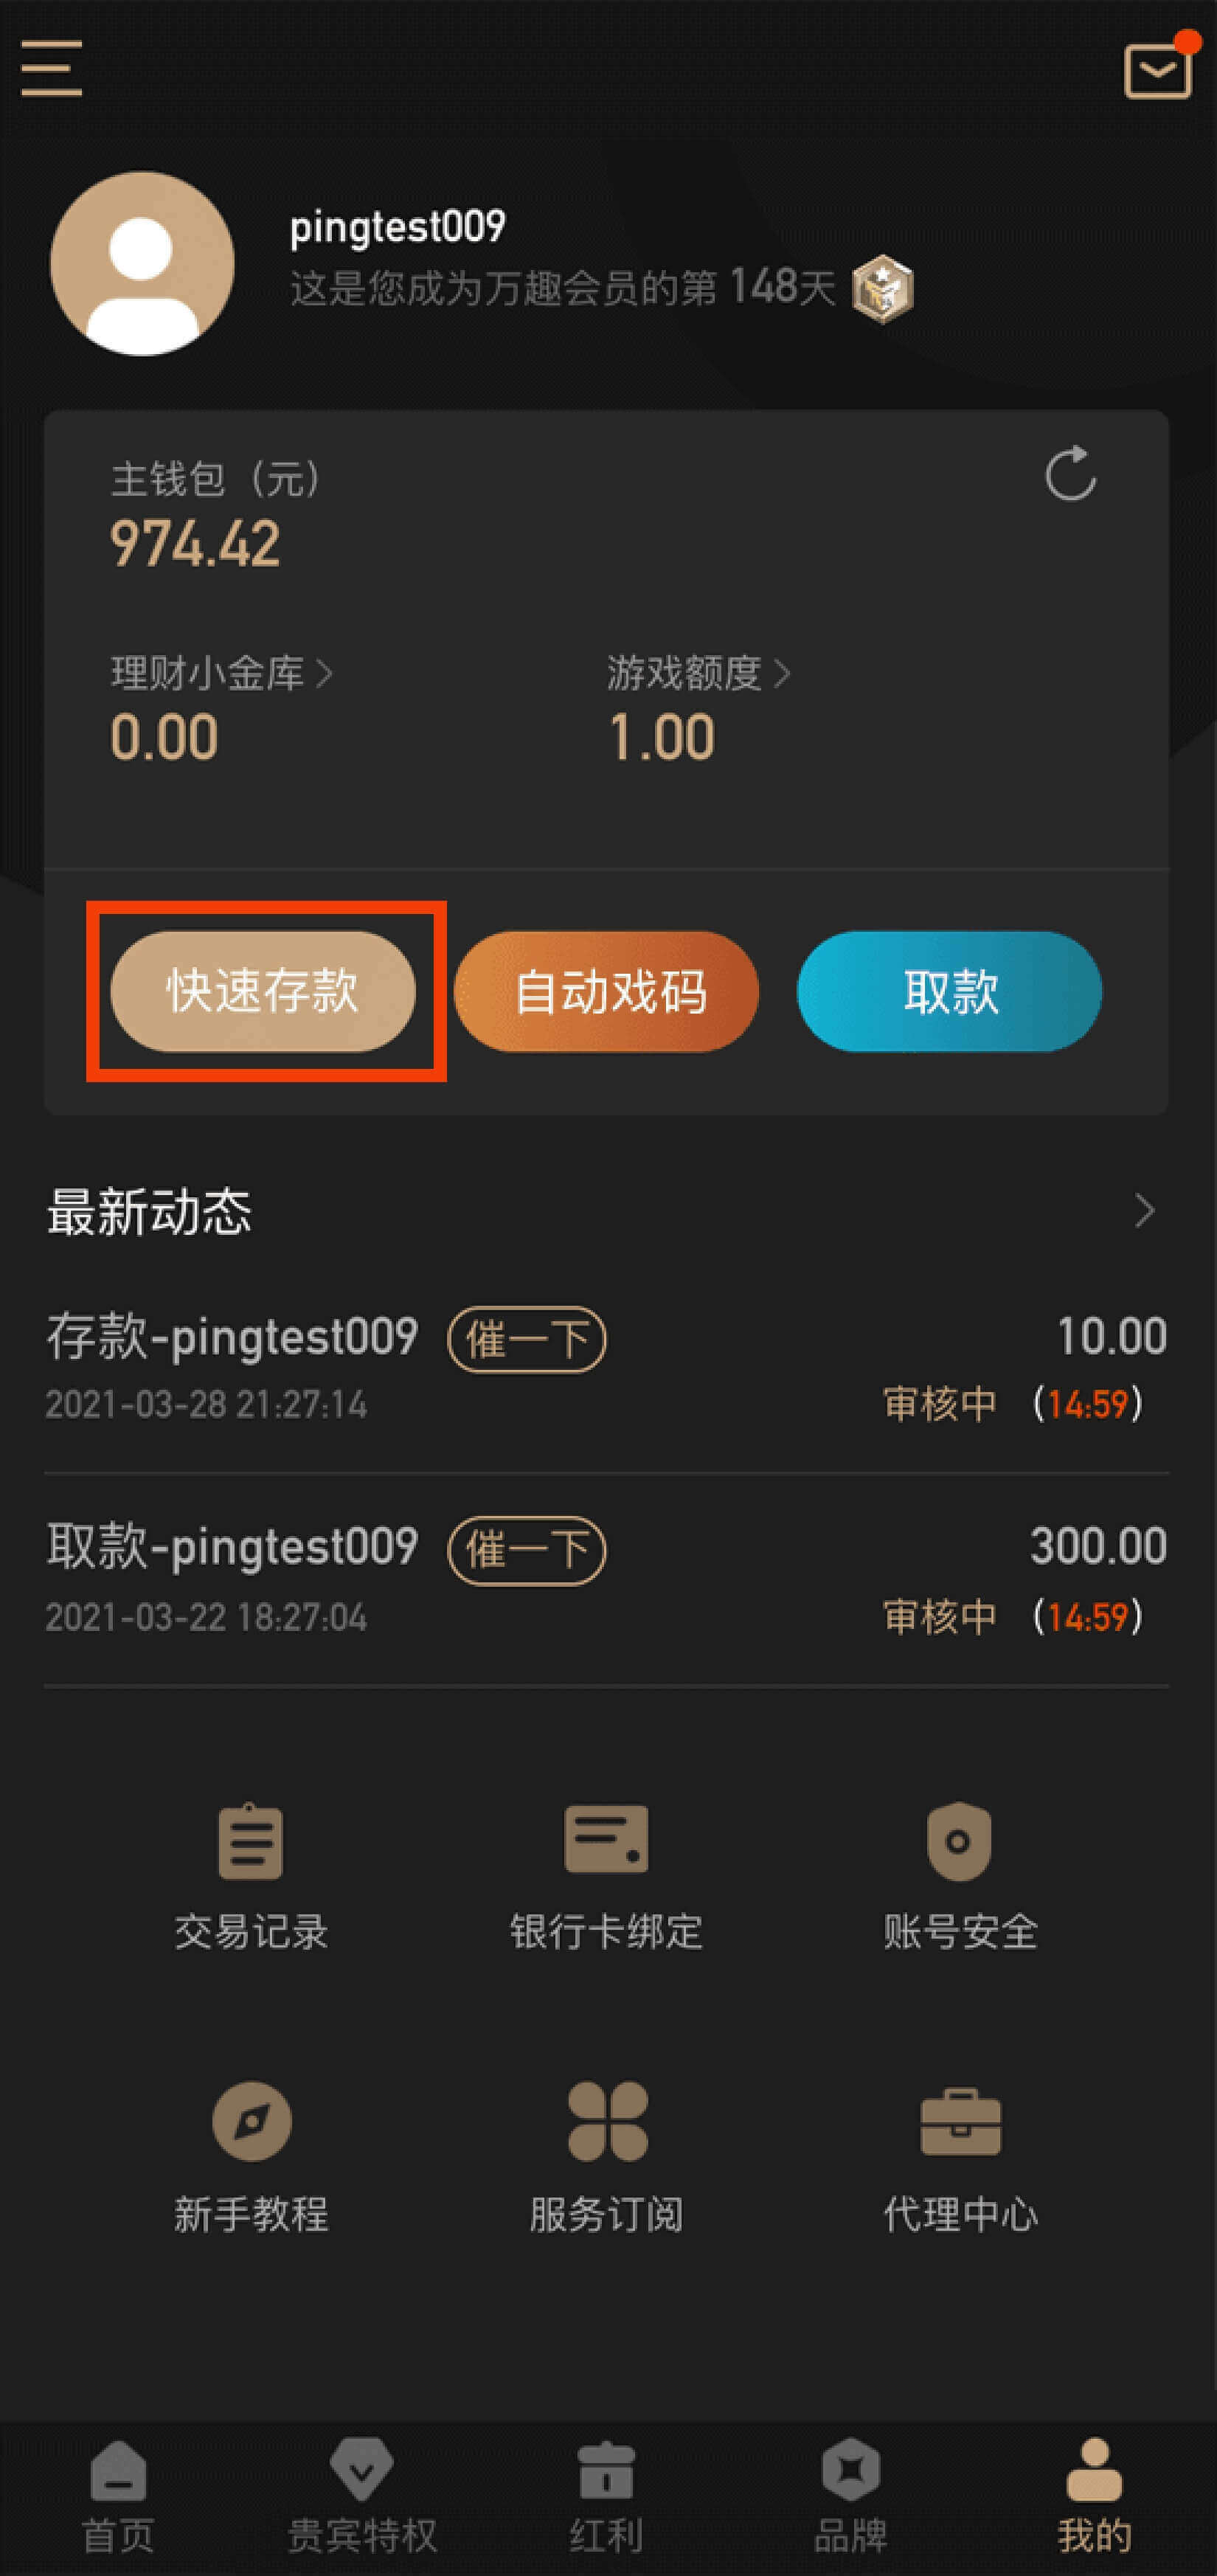 pingtest009
这是您成为万趣会员的第 148天
主钱包（元）
974.42
理财小金库
游戏额度
0.00
1.00
快速存款
自动戏码
取款
最新动态
存款-pingtest009 催一下 10.00
2021-03-28 21:27:14 审核中 (14:59)
取款-pingtest009 催一下 300.00
2021-03-22 18:27:04 审核中 (14:59)
交易记录 银行卡绑定 账号安全
新手教程 服务订阅 代理中心
首页 贵宾特权 红利 品牌 我的